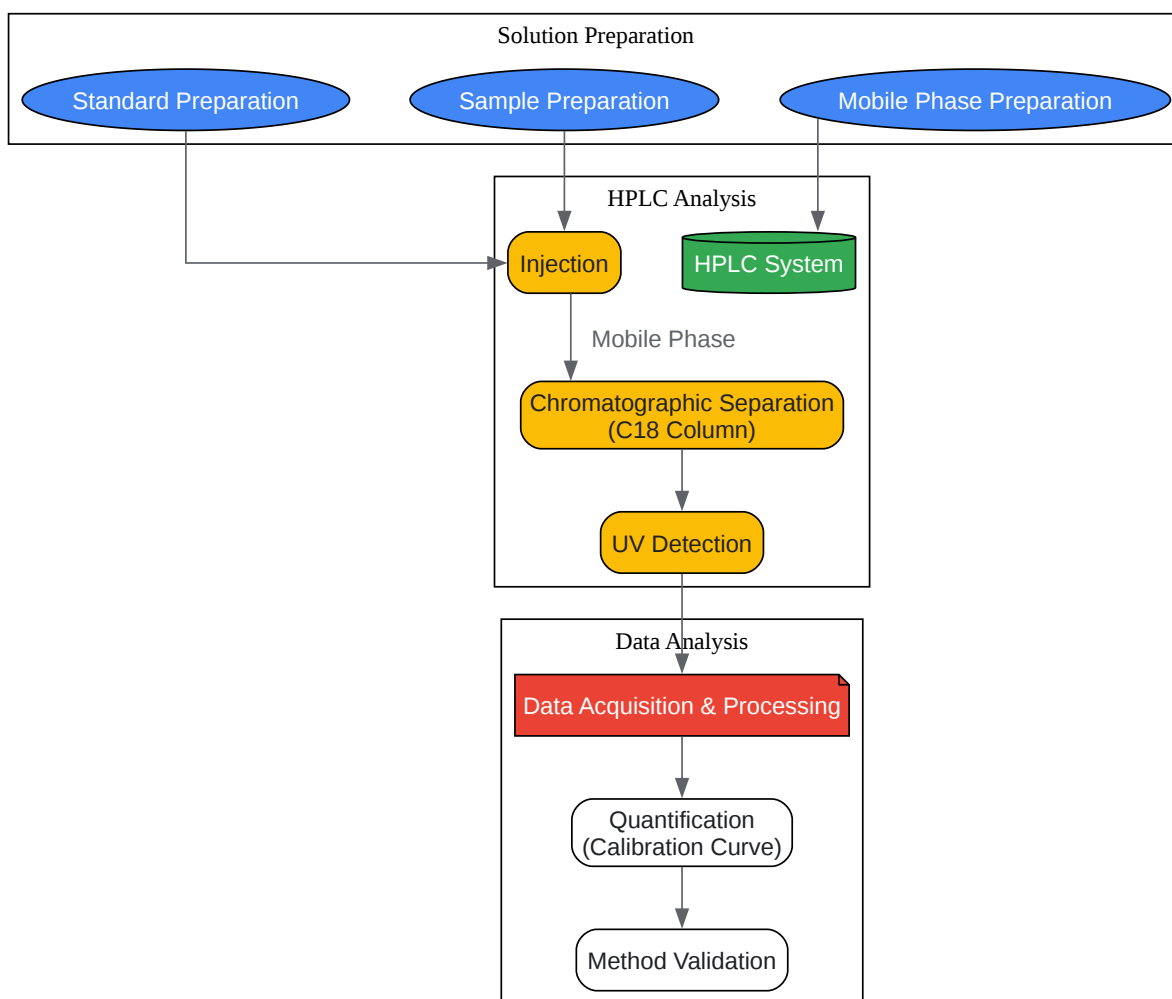 Solution Preparation
Standard Preparation
Sample Preparation
Mobile Phase Preparation
HPLC Analysis
Injection
HPLC System
Mobile Phase
Chromatographic Separation
(C18 Column)
UV Detection
Data Analysis
Data Acquisition & Processing
Quantification
(Calibration Curve)
Method Validation